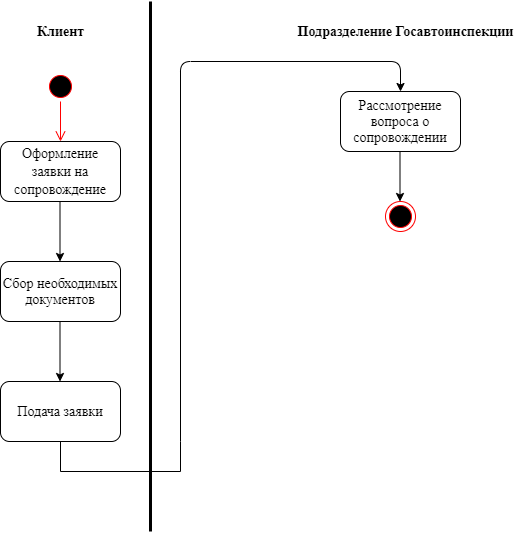 Клиент
Подразделение Госавтоинспекции
Оформление
заявки на
сопровождение
Сбор необходимых
документов
Подача заявки
Рассмотрение
вопроса о
сопровождении